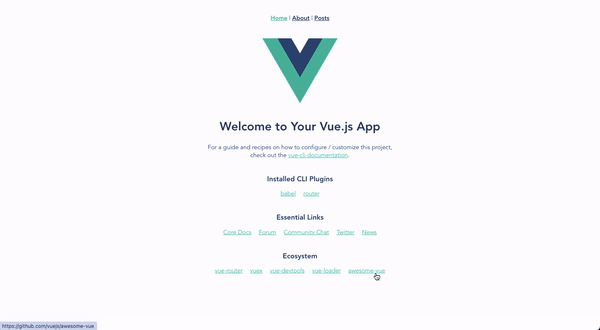 Home | About | Posts
Welcome to Your Vue.js App
For a guide and recipes on how to configure / customize this project,
check out the vue-cli documentation.
Installed CLI Plugins
babel router
Essential Links
Core Docs Forum Community Chat Twitter News
Ecosystem
vue-router vuex vue-devtools vue-loader awesome-vue
https://github.com/vuejs/awesome-vue